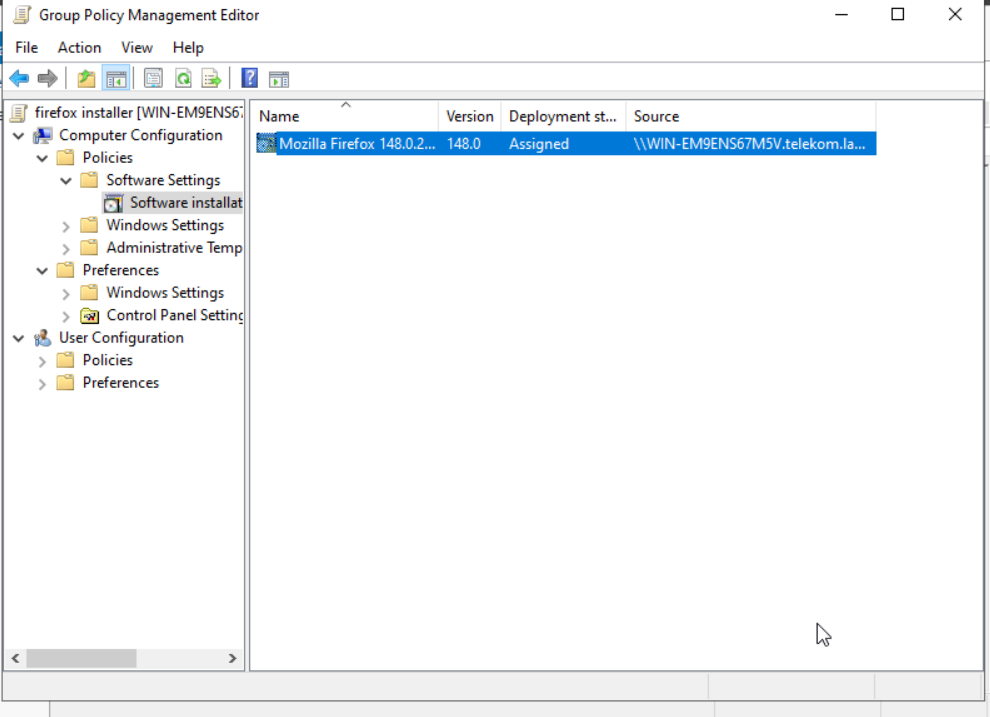 Group Policy Management Editor
File Action View Help
firefox installer [WIN-EM9ENS67
Computer Configuration
Policies
Software Settings
Software installat
Windows Settings
Administrative Temp
Preferences
Windows Settings
Control Panel Setting
User Configuration
Policies
Preferences
Name Version Deployment st... Source
Mozilla Firefox 148.0.2... 148.0 Assigned \\WIN-EM9ENS67M5V.telekom.la...